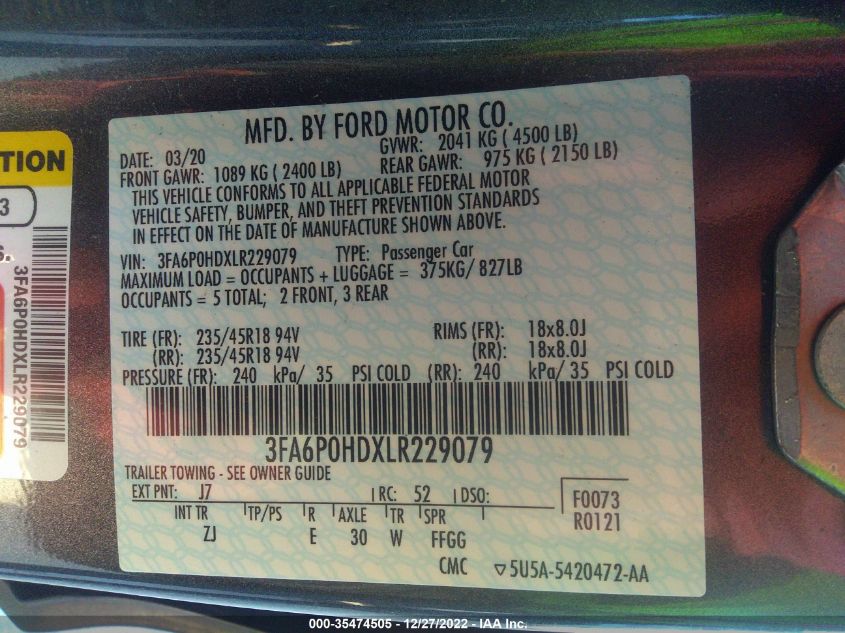 MFD. BY FORD MOTOR CO.
DATE: 03/20 GVWR: 2041 KG ( 4500 LB)
FRONT GAWR: 1089 KG ( 2400 LB) REAR GAWR: 975 KG ( 2150 LB)
THIS VEHICLE CONFORMS TO ALL APPLICABLE FEDERAL MOTOR
VEHICLE SAFETY, BUMPER, AND THEFT PREVENTION STANDARDS
IN EFFECT ON THE DATE OF MANUFACTURE SHOWN ABOVE.
VIN: 3FA6P0HDXLR229079 TYPE: Passenger Car
MAXIMUM LOAD = OCCUPANTS + LUGGAGE = 375KG/ 827LB
OCCUPANTS = 5 TOTAL; 2 FRONT, 3 REAR
TIRE (FR): 235/45R18 94V RIMS (FR): 18x8.0J
(RR): 235/45R18 94V (RR): 18x8.0J
PRESSURE (FR): 240 kPa/ 35 PSI COLD (RR): 240 kPa/ 35 PSI COLD
3FA6P0HDXLR229079
TRAILER TOWING - SEE OWNER GUIDE
EXT PNT: J7 RC: 52 DSO:
F0073
R0121
INT TR TP/PS R AXLE TR SPR
ZJ E 30 W FFGG
CMC ▽5U5A-5420472-AA
TION
3
S.
3FA6P0HDXLR229079
000-35474505 - 12/27/2022 - IAA Inc.